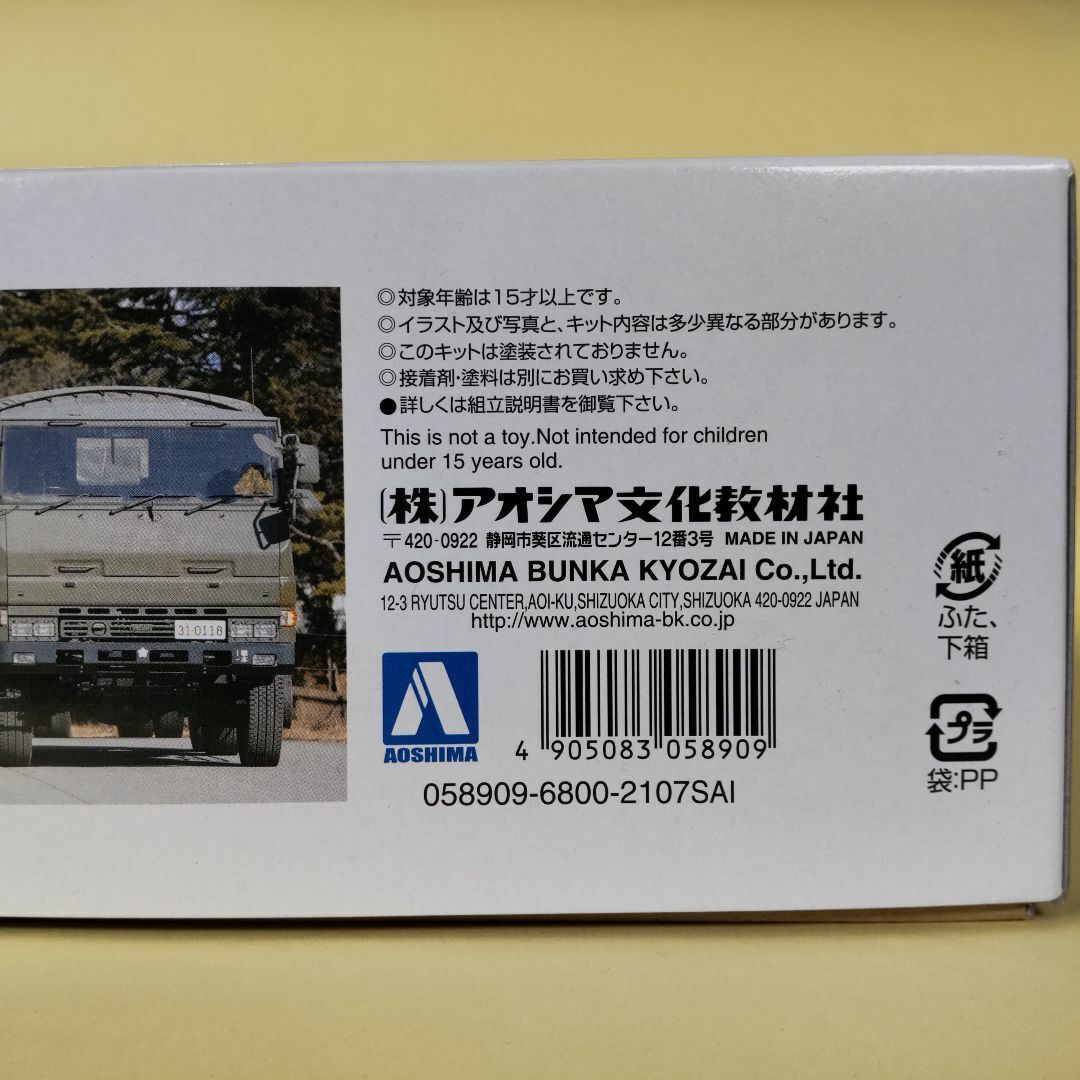 ◎対象年齢は15才以上です。
◎イラスト及び写真と、キット内容は多少異なる部分があります。
◎このキットは塗装されておりません。
◎接着剤・塗料は別にお買い求め下さい。
●詳しくは組立説明書を御覧下さい。
This is not a toy.Not intended for children
under 15 years old.
(株)アオシマ文化教材社
〒420-0922 静岡市葵区流通センター12番3号 MADE IN JAPAN
AOSHIMA BUNKA KYOZAI Co.,Ltd.
12-3 RYUTSU CENTER,AOI-KU,SHIZUOKA CITY,SHIZUOKA 420-0922 JAPAN
http://www.aoshima-bk.co.jp
AOSHIMA
4 905083 058909
058909-6800-2107SAI
紙
ふた、
下箱
プラ
袋:PP
31-0118